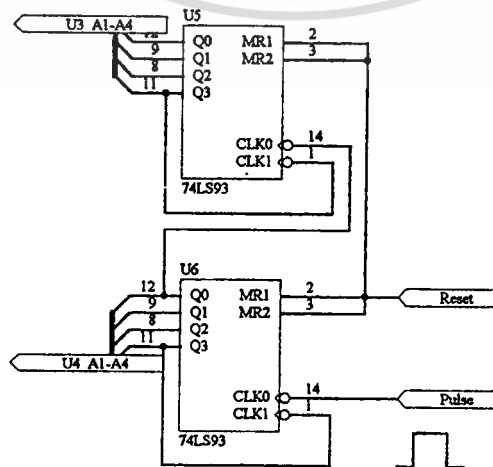 U3 A1-A4
U5
12
9
8
11
Q0
Q1
Q2
Q3
MR1
MR2
2
3
CLK0
CLK1
14
1
74LS93
U6
12
9
8
11
Q0
Q1
Q2
Q3
MR1
MR2
2
3
Reset
U4 A1-A4
CLK0
CLK1
14
1
Pulse
74LS93